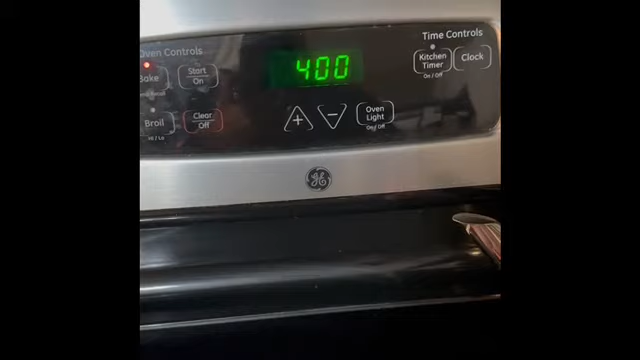 Oven Controls
Time Controls
400
Bake
Start
On
Kitchen
Timer
On / Off
Clock
Broil
Hi / Lo
Clear
Off
+
−
Oven
Light
On / Off
GE